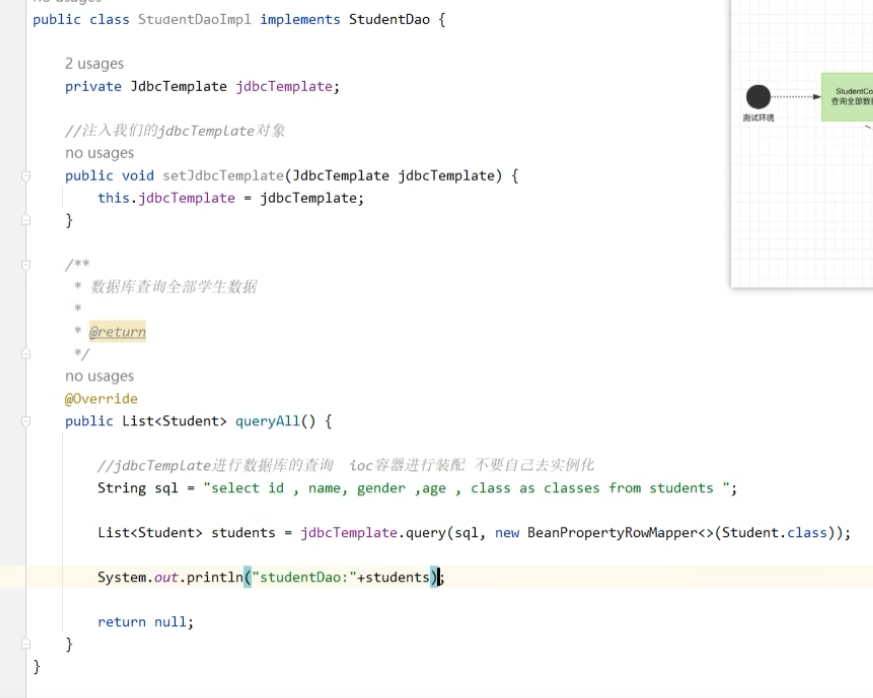 public class StudentDaoImpl implements StudentDao {
2 usages
private JdbcTemplate jdbcTemplate;
//注入我们的jdbcTemplate对象
no usages
public void setJdbcTemplate(JdbcTemplate jdbcTemplate) {
this.jdbcTemplate = jdbcTemplate;
}
/**
* 数据库查询全部学生数据
*
* @return
*/
no usages
@Override
public List<Student> queryAll() {
//jdbcTemplate进行数据库的查询 ioc容器进行装配 不要自己去实例化
String sql = "select id , name, gender ,age , class as classes from students ";
List<Student> students = jdbcTemplate.query(sql, new BeanPropertyRowMapper<>(Student.class));
System.out.println("studentDao:"+students);
return null;
}
}
StudentCo
查询全部数
测试环境